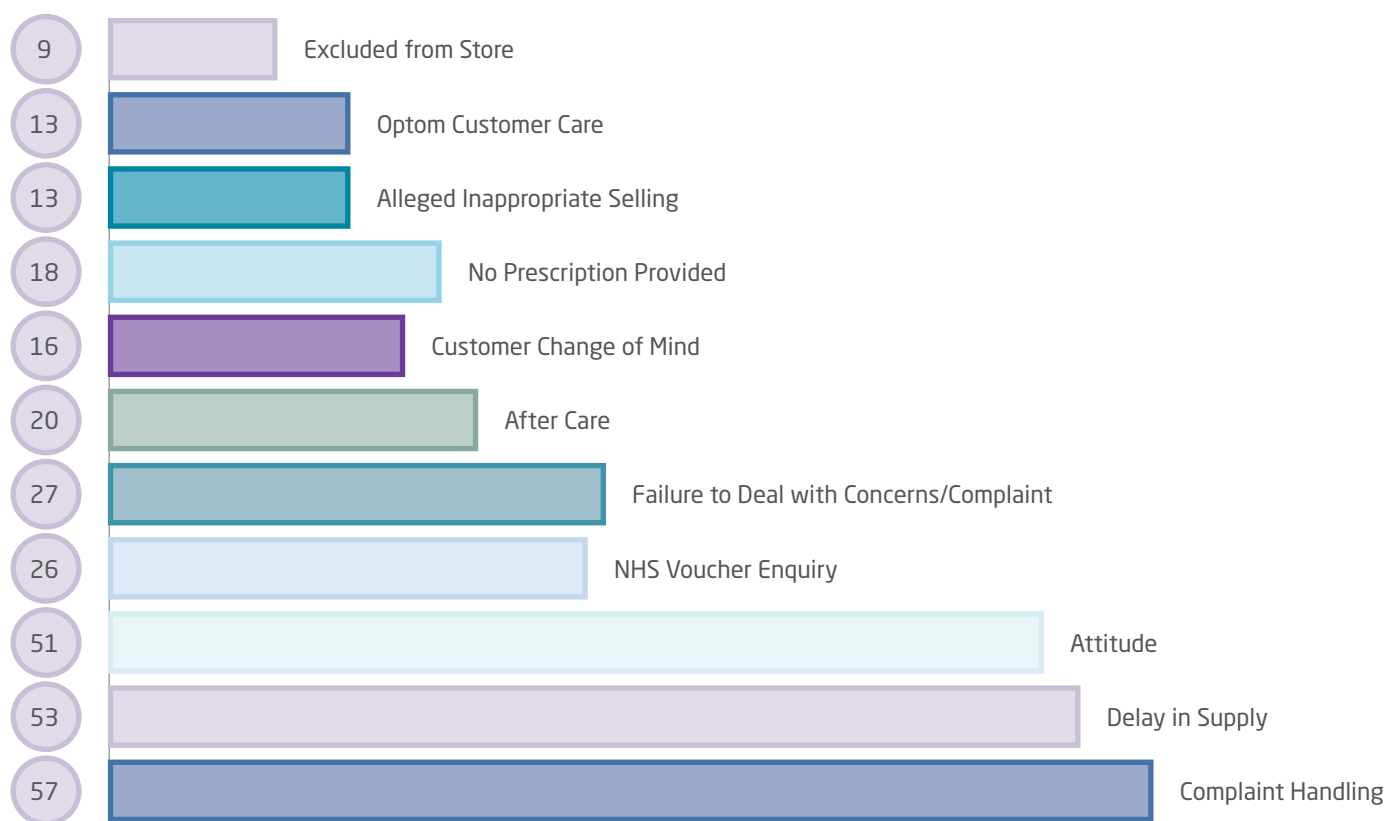 9 Excluded from Store
13 Optom Customer Care
13 Alleged Inappropriate Selling
18 No Prescription Provided
16 Customer Change of Mind
20 After Care
27 Failure to Deal with Concerns/Complaint
26 NHS Voucher Enquiry
51 Attitude
53 Delay in Supply
57 Complaint Handling